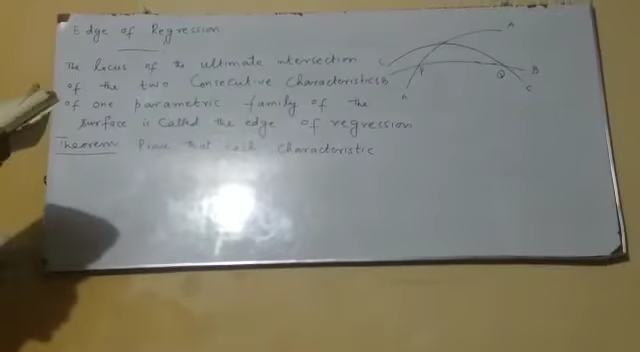 Edge of Regression
The locus of the ultimate intersection
of the two Consecutive Characteristics
of one parametric family of the
surface is called the edge of regression
Theorem Prove that each characteristic
A
C
B
P
Q
B
A
C